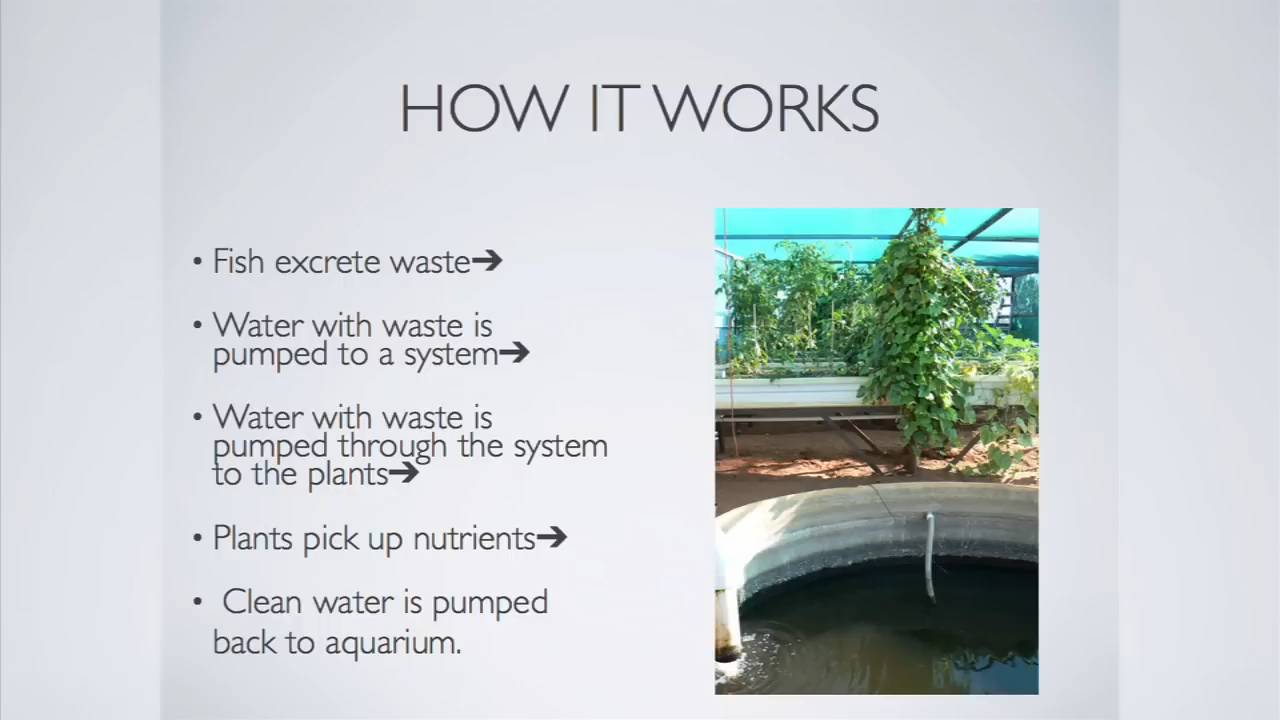 HOW IT WORKS
• Fish excrete waste➔
• Water with waste is
pumped to a system➔
• Water with waste is
pumped through the system
to the plants➔
• Plants pick up nutrients➔
• Clean water is pumped
back to aquarium.